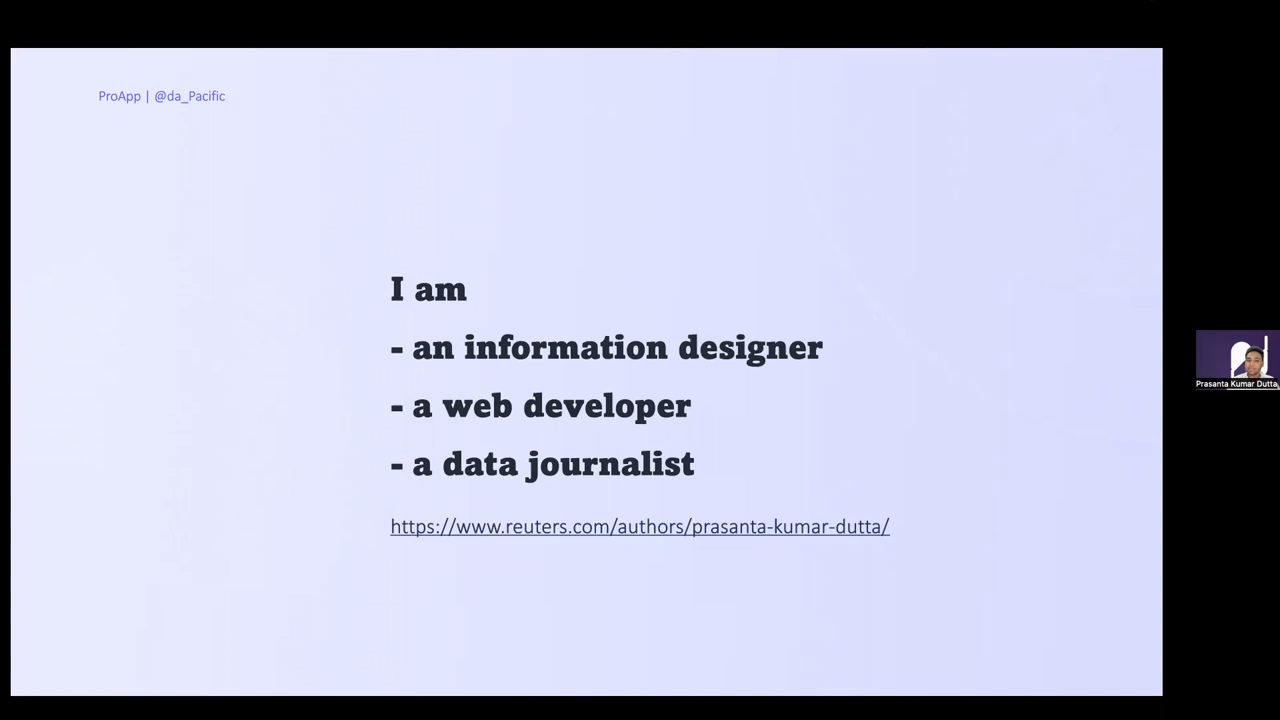 ProApp | @da_Pacific
I am
- an information designer
- a web developer
- a data journalist
https://www.reuters.com/authors/prasanta-kumar-dutta/
Prasanta Kumar Dutta